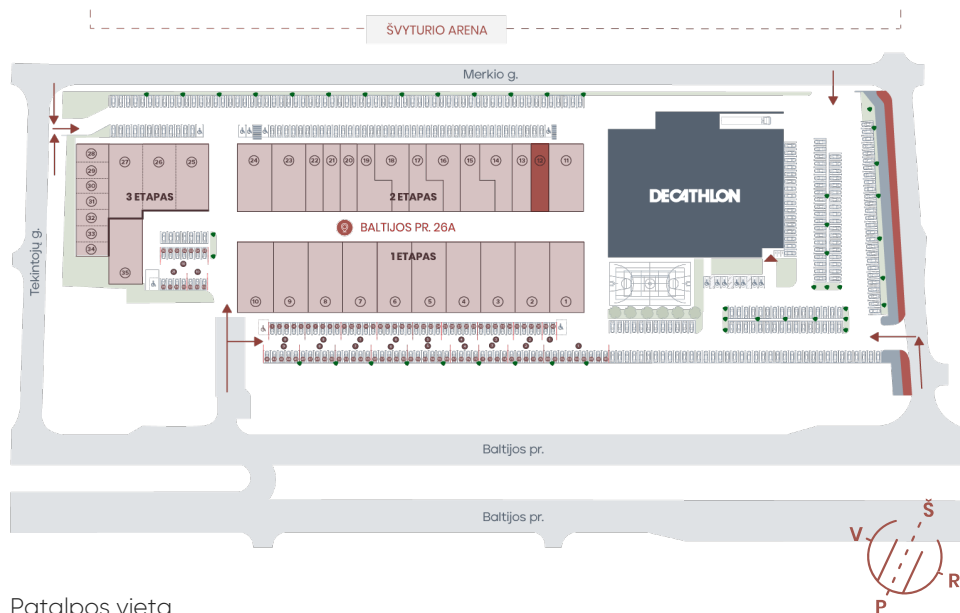 ŠVYTURIO ARENA
Merkio g.
Tekintojų g.
28
29
30
31
32
33
34
27
26
25
3 ETAPAS
35
24
23
22
21
20
19
18
17
16
15
14
13
12
11
2 ETAPAS
DECATHLON
BALTIJOS PR. 26A
1 ETAPAS
10
9
8
7
6
5
4
3
2
1
Baltijos pr.
Baltijos pr.
Š
V
R
P
Patalpos vieta